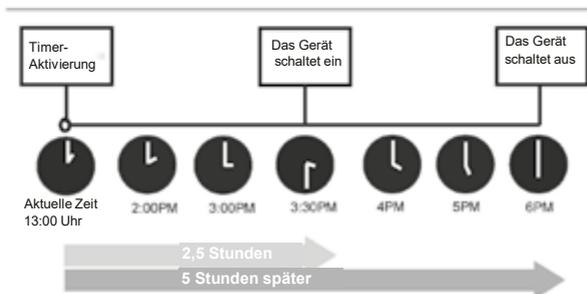 Timer-
Aktivierung
Das Gerät
schaltet ein
Das Gerät
schaltet aus
Aktuelle Zeit
13:00 Uhr
2:00PM
3:00PM
3:30PM
4PM
5PM
6PM
2,5 Stunden
5 Stunden später